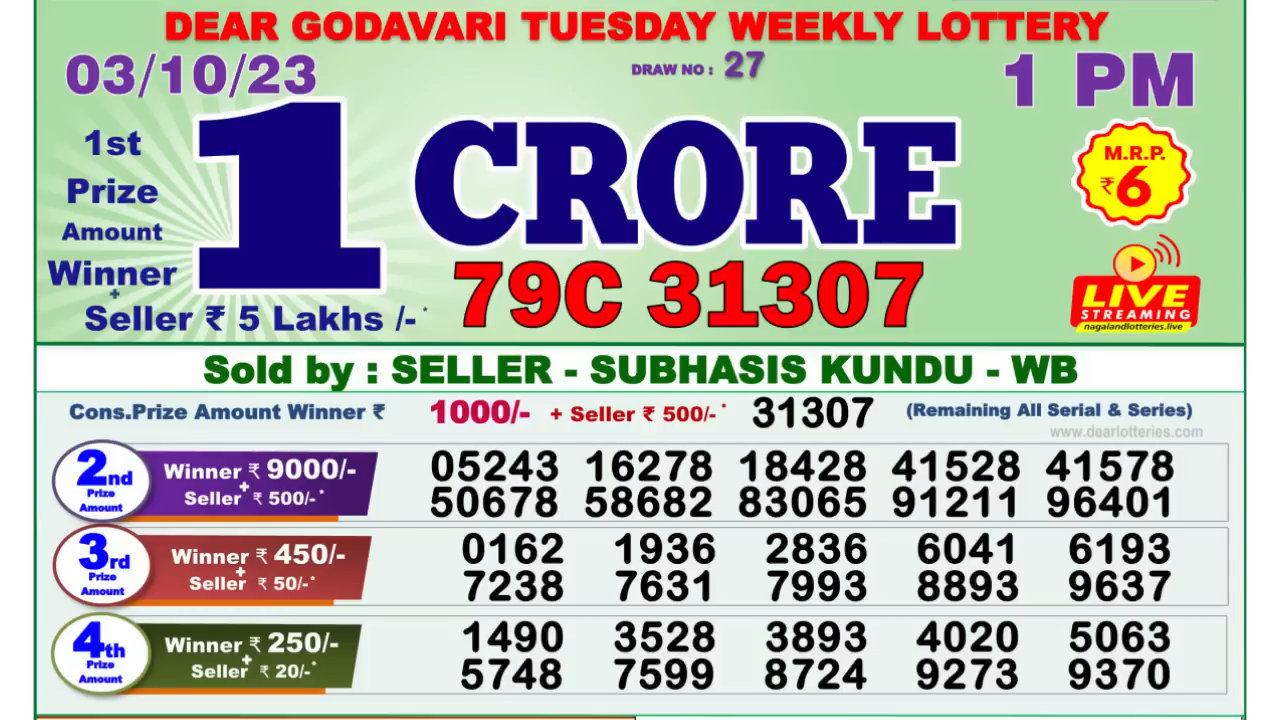 DEAR GODAVARI TUESDAY WEEKLY LOTTERY
03/10/23
DRAW NO : 27
1 PM
1st
Prize
Amount
Winner
+
Seller ₹ 5 Lakhs /-*
1 CRORE
79C 31307
M.R.P.
₹6
LIVE
STREAMING
nagalandlotteries.live
Sold by : SELLER - SUBHASIS KUNDU - WB
Cons.Prize Amount Winner ₹ 1000/- + Seller ₹ 500/-* 31307 (Remaining All Serial & Series)
www.dearlotteries.com
2nd
Prize
Amount
Winner ₹ 9000/-
+
Seller ₹ 500/-*
05243 16278 18428 41528 41578
50678 58682 83065 91211 96401
3rd
Prize
Amount
Winner ₹ 450/-
+
Seller ₹ 50/-*
0162 1936 2836 6041 6193
7238 7631 7993 8893 9637
4th
Prize
Amount
Winner ₹ 250/-
+
Seller ₹ 20/-*
1490 3528 3893 4020 5063
5748 7599 8724 9273 9370